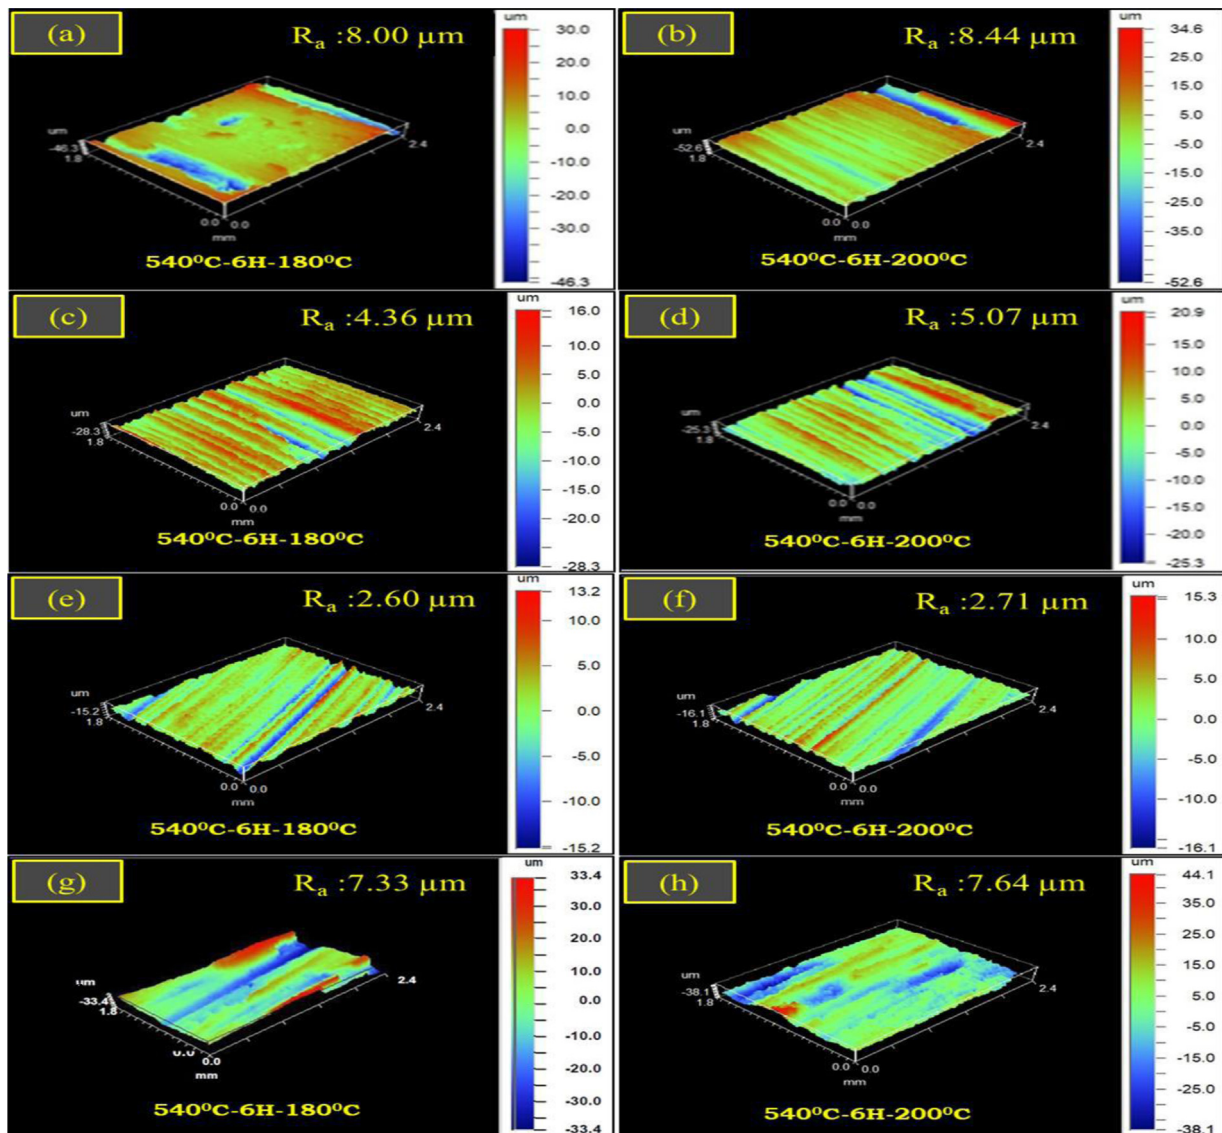 (a)
Rₐ :8.00 μm
um
30.0
10.0
0.0
-10.0
-30.0
-46.3
um
-46.3
1.8
2.4
0.0 0.0
mm
540⁰C-6H-180⁰C
(b)
Rₐ :8.44 μm
um
34.6
25.0
15.0
5.0
-5.0
-15.0
-35.0
-52.6
um
-52.6
1.8
2.4
0.0 0.0
mm
540⁰C-6H-200⁰C
(c)
Rₐ :4.36 μm
um
16.0
10.0
5.0
0.0
-5.0
-10.0
-15.0
-20.0
-28.3
um
-28.3
1.8
2.4
0.0 0.0
mm
540⁰C-6H-180⁰C
(d)
Rₐ :5.07 μm
um
20.9
15.0
10.0
5.0
0.0
-5.0
-10.0
-15.0
-20.0
-25.3
um
-25.3
1.8
2.4
0.0 0.0
mm
540⁰C-6H-200⁰C
(e)
Rₐ :2.60 μm
um
13.2
10.0
5.0
0.0
-5.0
-10.0
-15.2
um
-15.2
1.8
2.4
0.0 0.0
mm
540⁰C-6H-180⁰C
(f)
Rₐ :2.71 μm
um
15.3
10.0
5.0
0.0
-5.0
-10.0
-16.1
um
-16.1
1.8
2.4
0.0 0.0
mm
540⁰C-6H-200⁰C
(g)
Rₐ :7.33 μm
um
33.4
30.0
20.0
10.0
0.0
-10.0
-20.0
-30.0
-33.4
um
-33.4
1.8
2.4
0.0 0.0
mm
540⁰C-6H-180⁰C
(h)
Rₐ :7.64 μm
um
44.1
35.0
25.0
15.0
5.0
-5.0
-15.0
-25.0
-38.1
um
-38.1
1.8
2.4
0.0 0.0
mm
540⁰C-6H-200⁰C